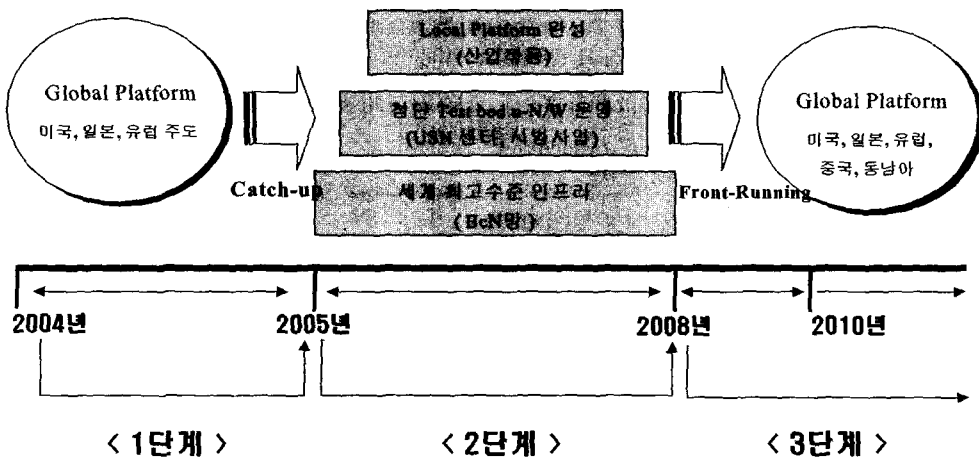 Global Platform
미국, 일본, 유럽 주도
Catch-up
Local Platform 완성
(산업적용)
첨단 Test bed u-N/W 운영
(USN 센터, 시범사업)
세계 최고수준 인프라
(BcN망)
Front-Running
Global Platform
미국, 일본, 유럽,
중국, 동남아
2004년 2005년 2008년 2010년
< 1단계 > < 2단계 > < 3단계 >